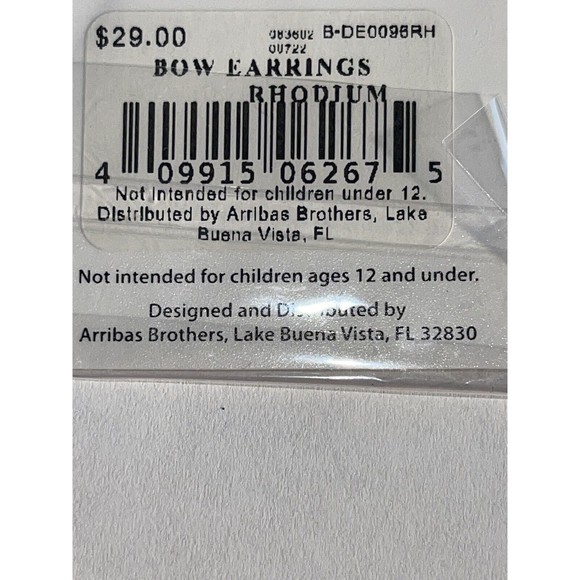 $29.00 083602 B-DE0096RH
00722
BOW EARRINGS
RHODIUM
4 09915 06267 5
Not intended for children under 12.
Distributed by Arribas Brothers, Lake
Buena Vista, FL
Not intended for children ages 12 and under.
Designed and Distributed by
Arribas Brothers, Lake Buena Vista, FL 32830